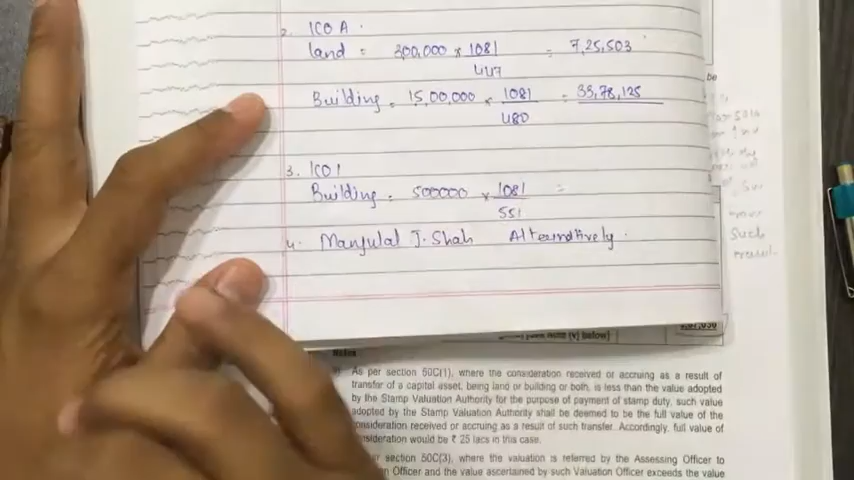 2. ICOA.
land = 300,000 × 1081 = 7,25,503
447
Building = 15,00,000 × 1081 = 33,78,125
480
3. ICOI
Building = 500000 × 1081 =
551
4. Manjulal J. Shah Alternatively.
be
such
Notes
As per section 50C(1), where the consideration received or accruing as a result of
transfer of a capital asset, being land or building or both, is less than the value adopted
by the Stamp Valuation Authority for the purpose of payment of stamp duty, such value
adopted by the Stamp Valuation Authority shall be deemed to be the full value of the
consideration received or accruing as a result of such transfer. Accordingly, full value of
consideration would be ₹ 25 lacs in this case.
per section 50C(3), where the valuation is referred by the Assessing Officer to
Officer and the value ascertained by such Valuation Officer exceeds the value